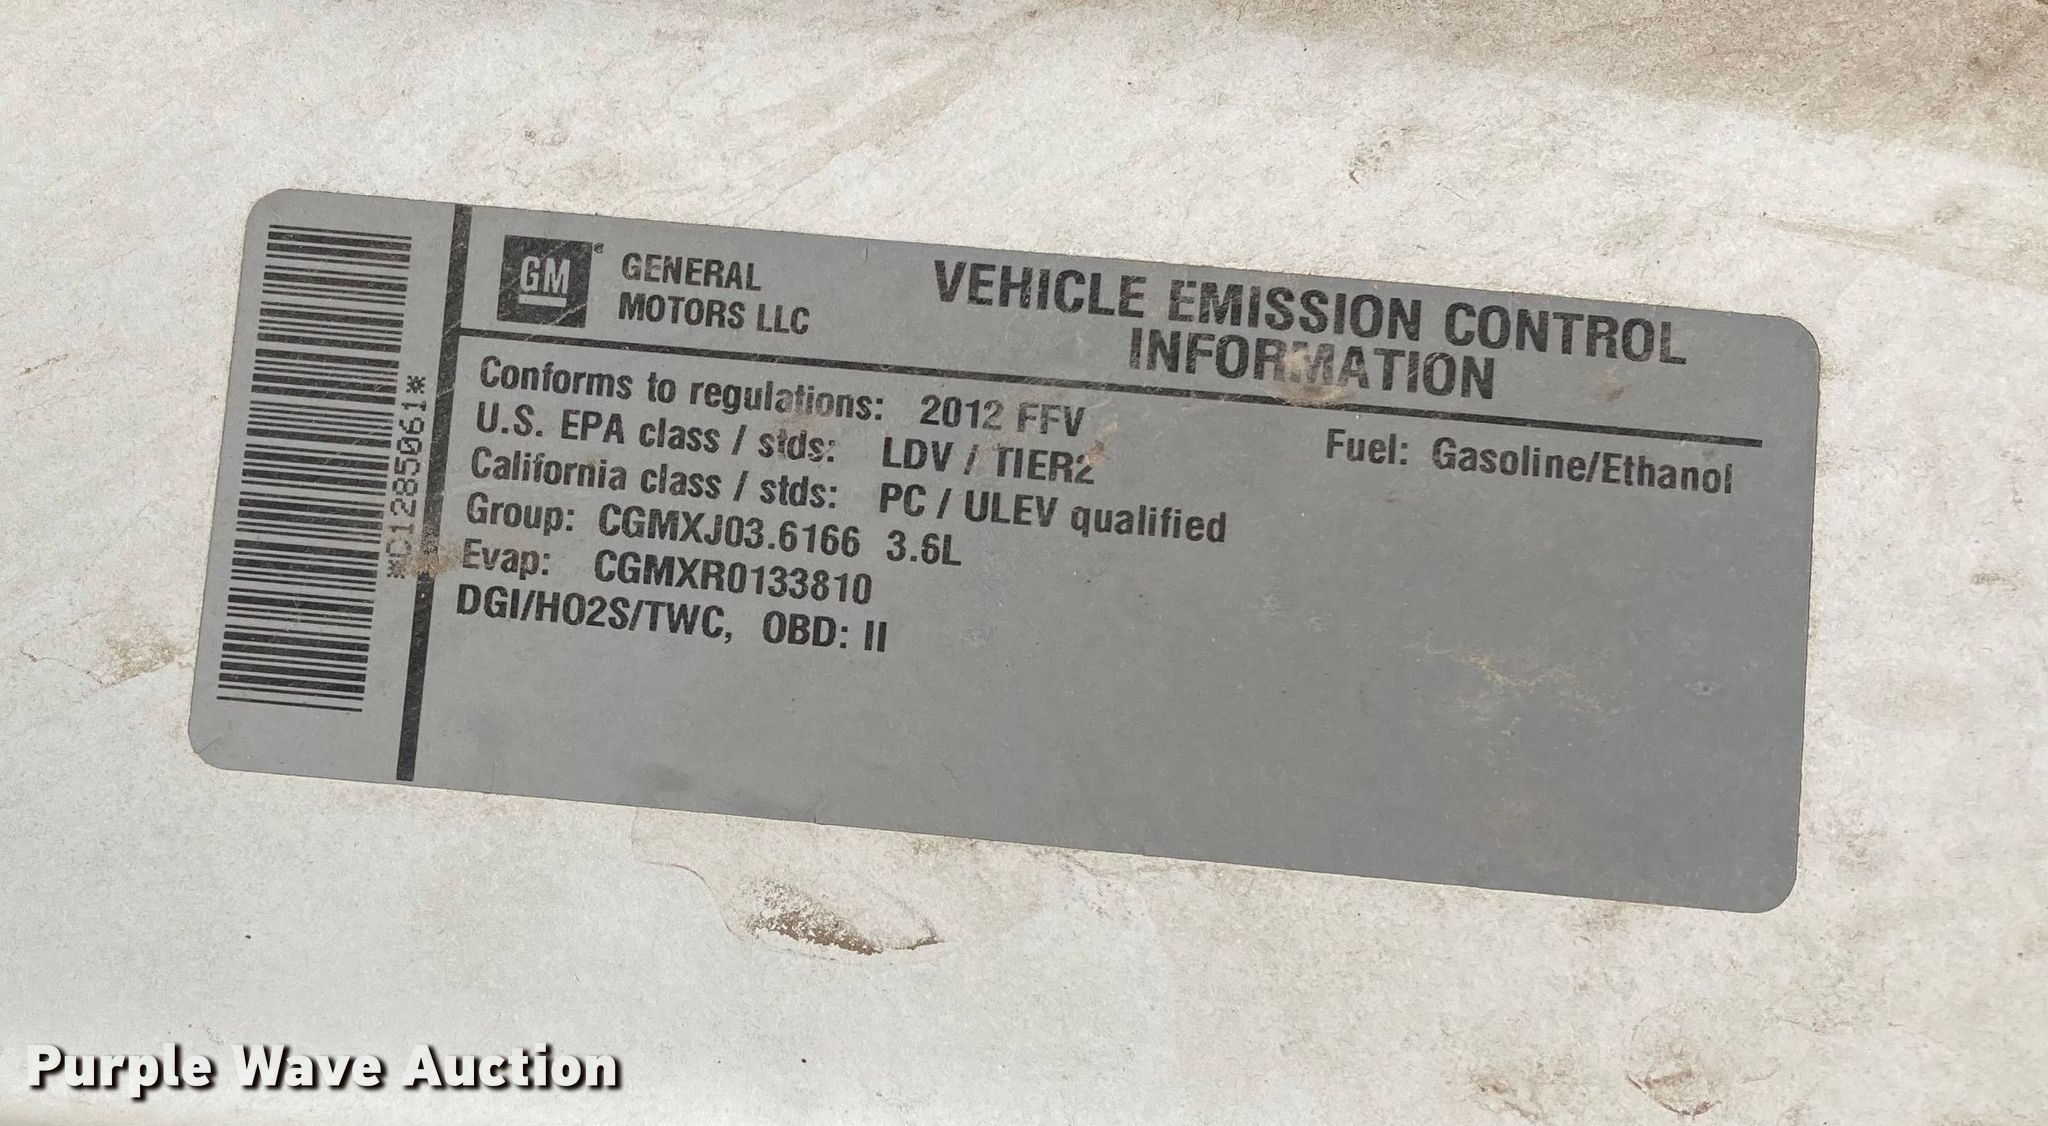 *C1285061*
GM
GENERAL
MOTORS LLC
VEHICLE EMISSION CONTROL
INFORMATION
Conforms to regulations: 2012 FFV
Fuel: Gasoline/Ethanol
U.S. EPA class / stds: LDV / TIER2
California class / stds: PC / ULEV qualified
Group: CGMXJ03.6166 3.6L
Evap: CGMXR0133810
DGI/HO2S/TWC, OBD: II
Purple Wave Auction